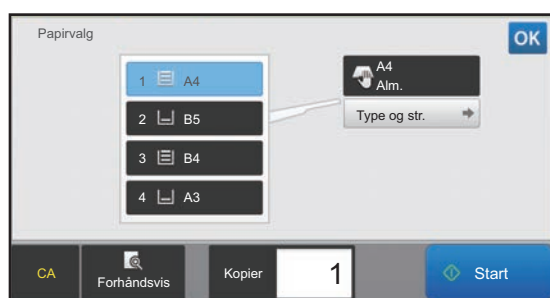 Papirvalg
OK
1 A4
2 B5
3 B4
4 A3
A4
Alm.
Type og str.
CA
Forhåndsvis
Kopier
1
Start